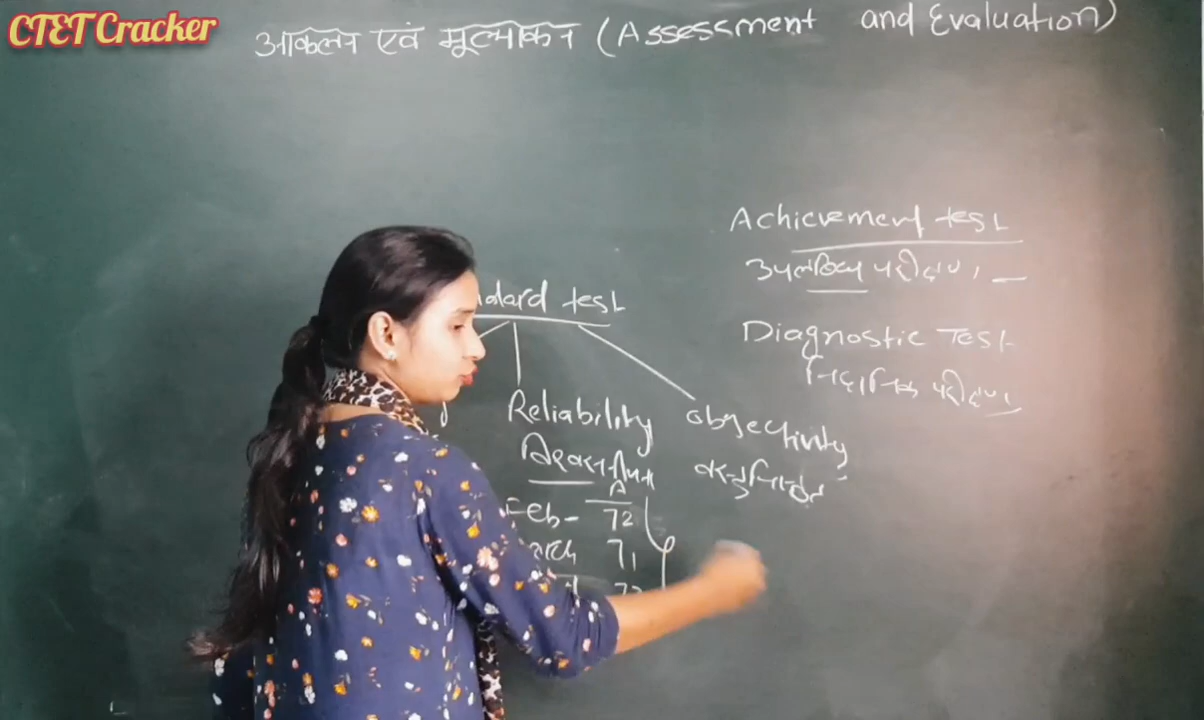 CTET Cracker
आकलन एवं मूल्यांकन (Assessment and Evaluation)
Achievement test
उपलब्धि परीक्षण
Diagnostic Test
निदानिक परीक्षण
ndard test
Reliability
विश्वसनीयता
objectivity
वस्तुनिष्ठता
A
Feb- 72
arch 71